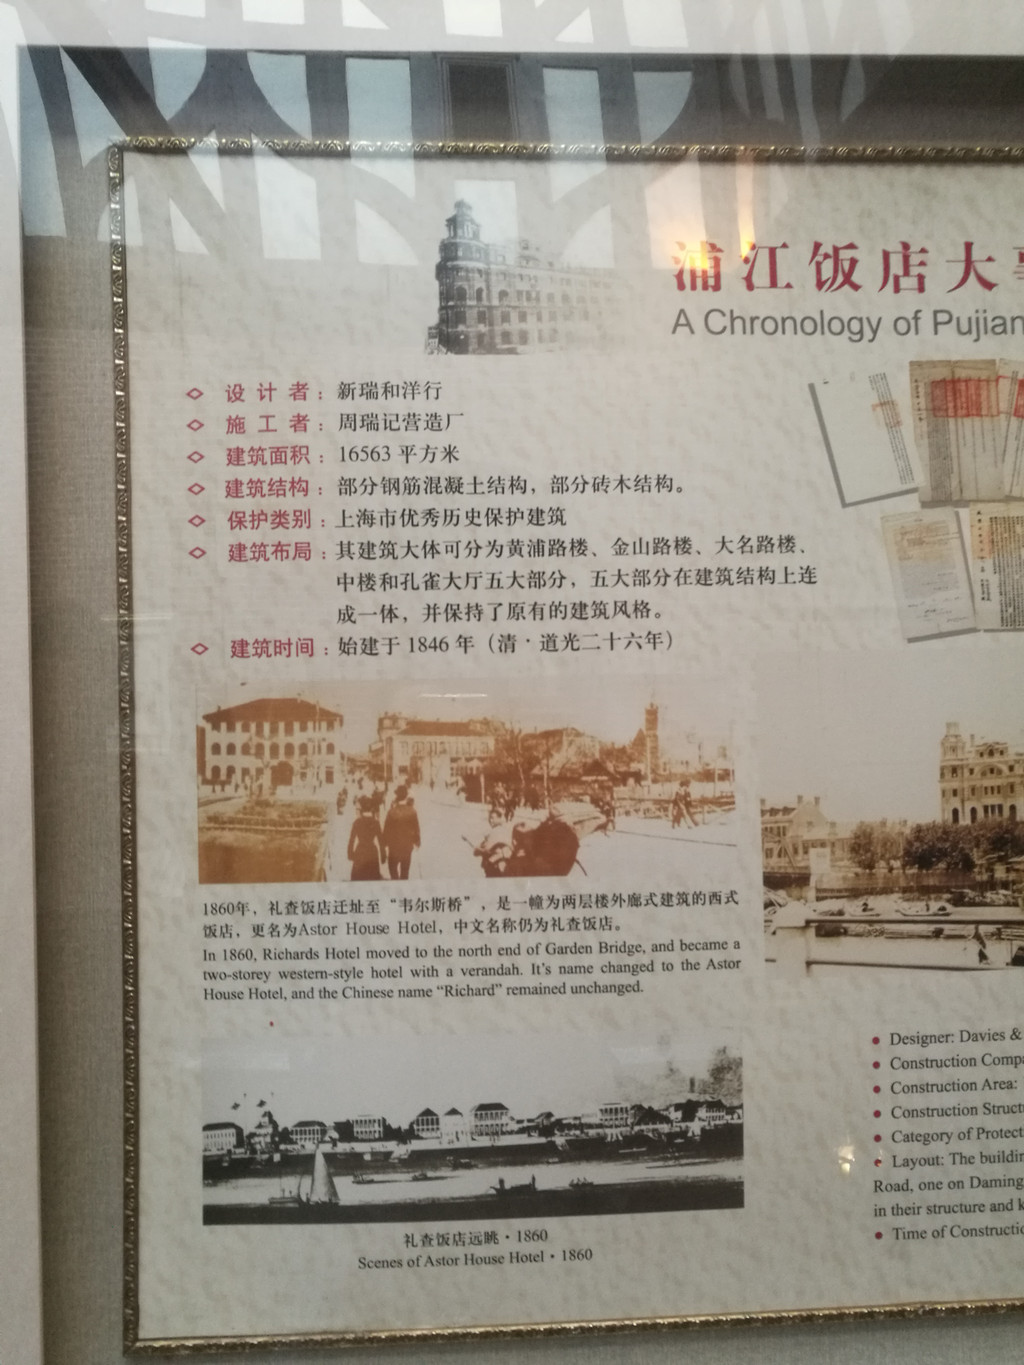 浦江饭店大
A Chronology of
◇ 设计者：新瑞和洋行
◇ 施工者：周瑞记营造厂
◇ 建筑面积：16563 平方米
◇ 建筑结构：部分钢筋混凝土结构，部分砖木结构。
◇ 保护类别：上海市优秀历史保护建筑
◇ 建筑布局：其建筑大体可分为黄浦路楼、金山路楼、大名路楼、
中楼和孔雀大厅五大部分，五大部分在建筑结构上连
成一体，并保持了原有的建筑风格。
◇ 建筑时间：始建于 1846 年（清·道光二十六年）
1860年，礼查饭店迁址至“韦尔斯桥”，是一幢为两层楼外廊式建筑的西式
饭店，更名为Astor House Hotel，中文名称仍为礼查饭店。
In 1860, Richards Hotel moved to the north end of Garden Bridge, and became a
two-storey western-style hotel with a verandah. It's name changed to the Astor
House Hotel, and the Chinese name “Richard” remained unchanged.
礼查饭店远眺·1860
Scenes of Astor House Hotel·1860
● Designer: Davies &
● Construction
● Construction Area:
● Construction
● Category of
● Layout: The
Road, one on Daming
in their structure and
● Time of